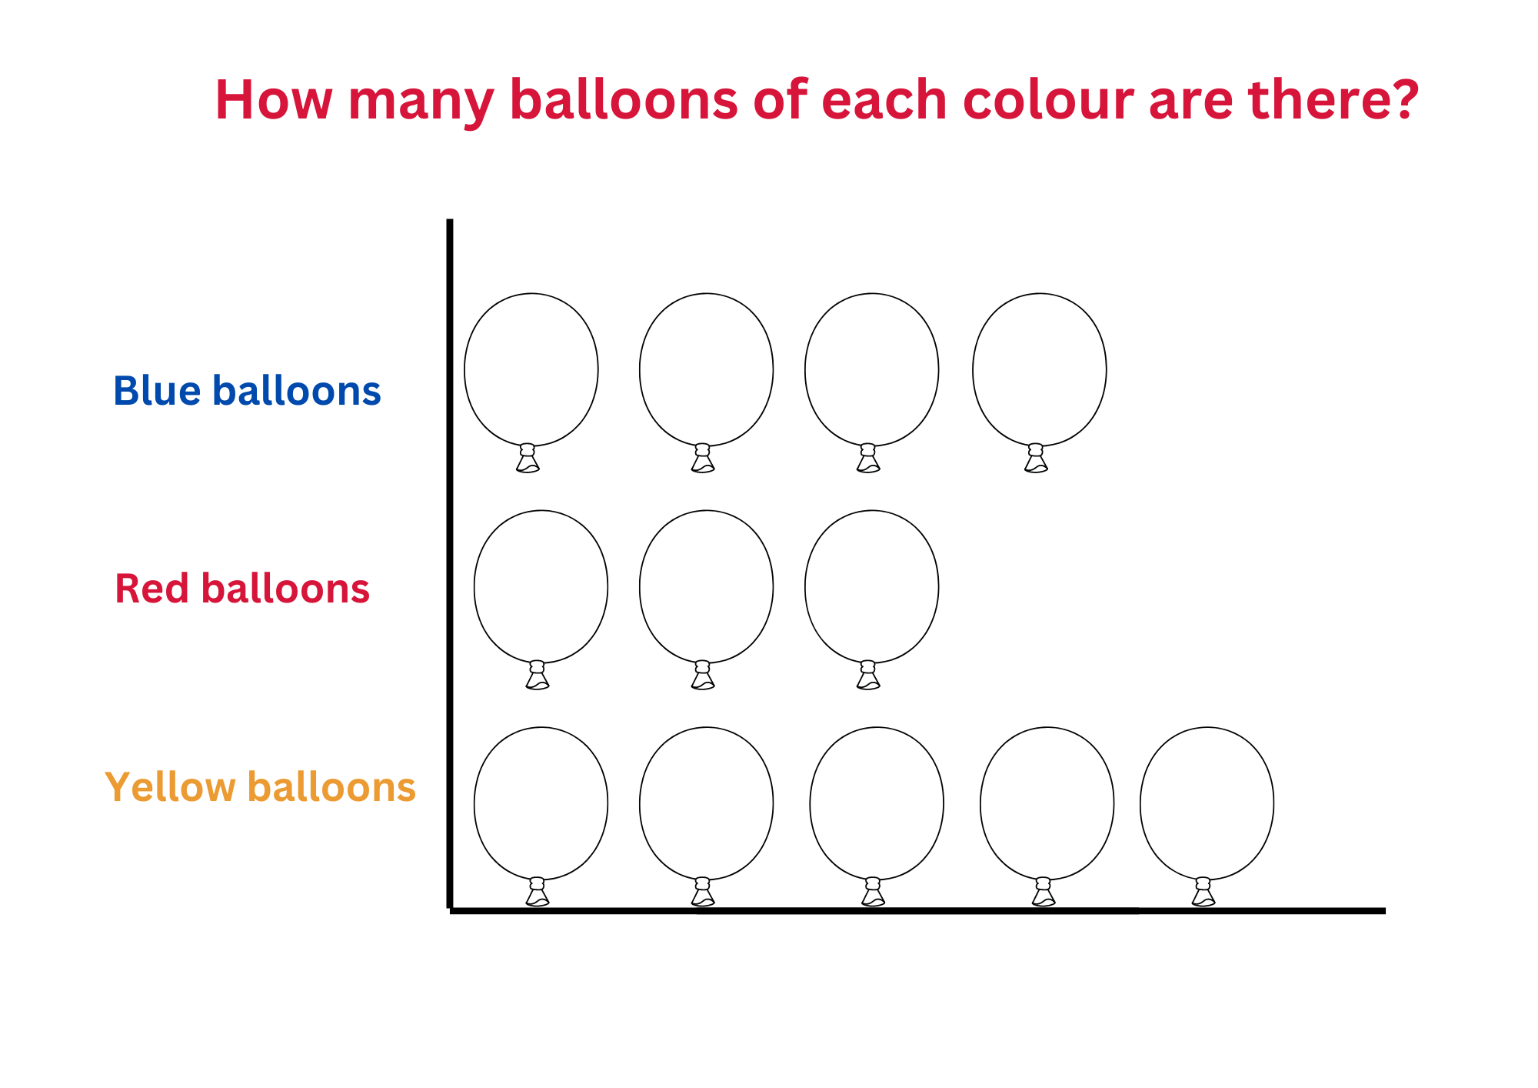 How many balloons of each colour are there?
Blue balloons
Red balloons
Yellow balloons